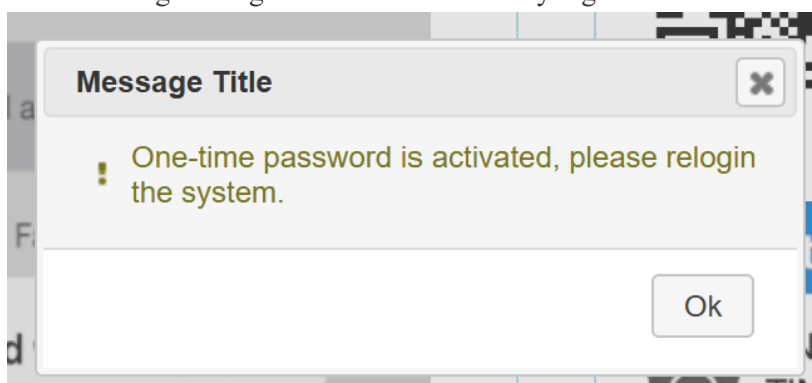 Message Title
One-time password is activated, please relogin
the system.
Ok